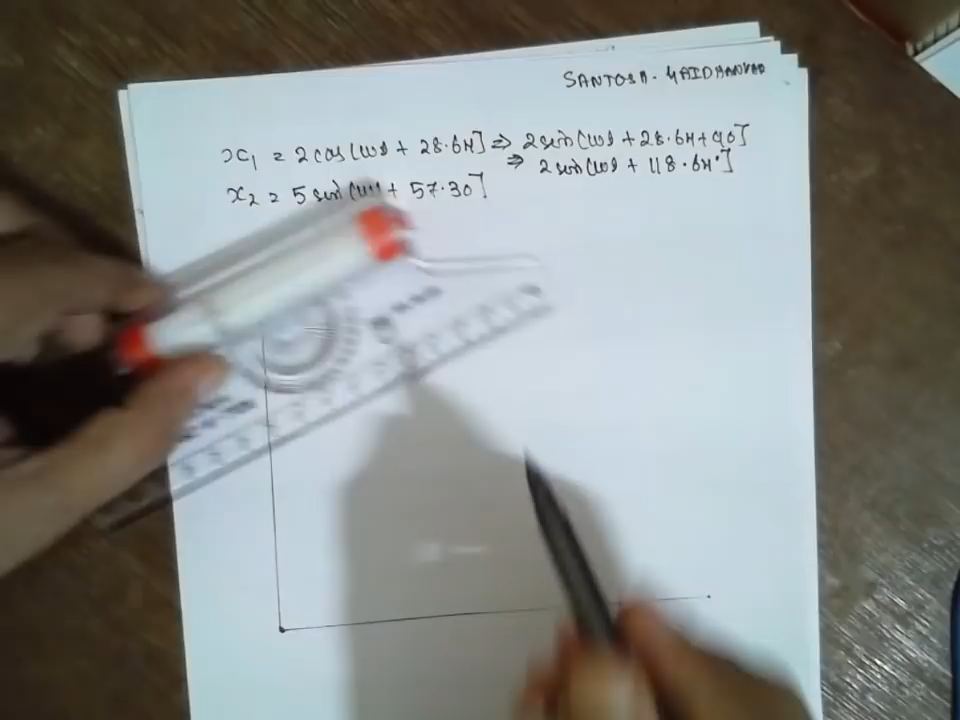 SANTOSH. HAIDHANKAR
x₁ = 2cos[ωt + 28.64] ⇒ 2sin[ωt + 28.64+90]
⇒ 2sin[ωt + 118.64°]
x₂ = 5 sin[ωt + 57.30]